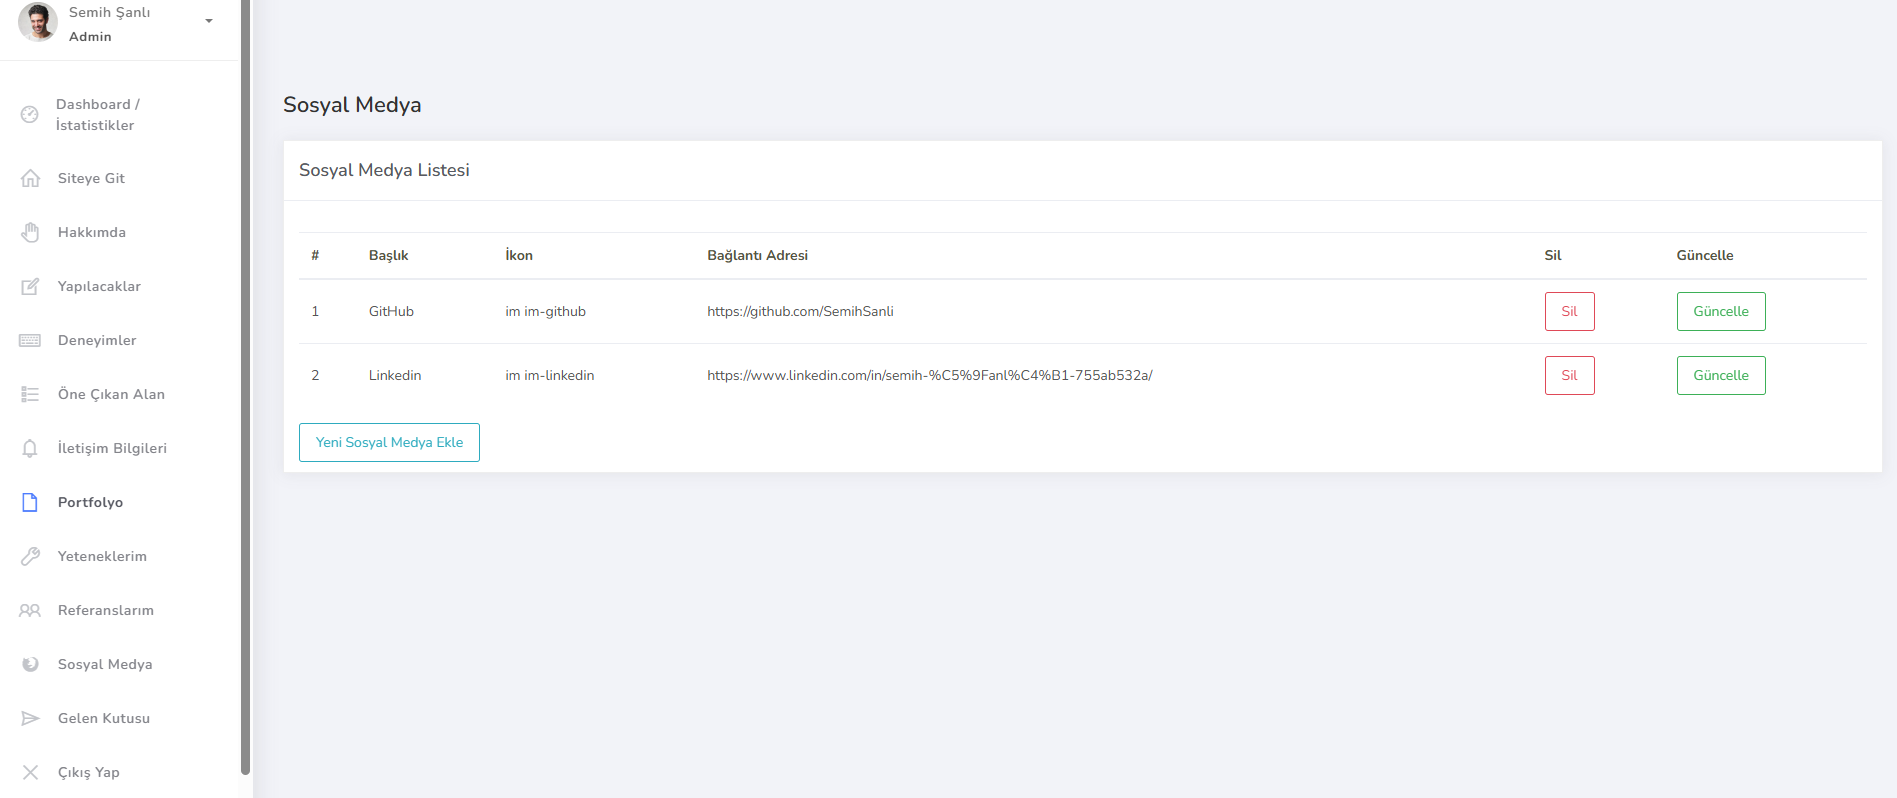 Semih Şanlı
Admin
Dashboard /
İstatistikler
Siteye Git
Hakkımda
Yapılacaklar
Deneyimler
Öne Çıkan Alan
İletişim Bilgileri
Portfolyo
Yeteneklerim
Referanslarım
Sosyal Medya
Gelen Kutusu
Çıkış Yap
Sosyal Medya
Sosyal Medya Listesi
# Başlık İkon Bağlantı Adresi Sil Güncelle
1 GitHub im im-github https://github.com/SemihSanli Sil Güncelle
2 Linkedin im im-linkedin https://www.linkedin.com/in/semih-%C5%9Fanl%C4%B1-755ab532a/ Sil Güncelle
Yeni Sosyal Medya Ekle